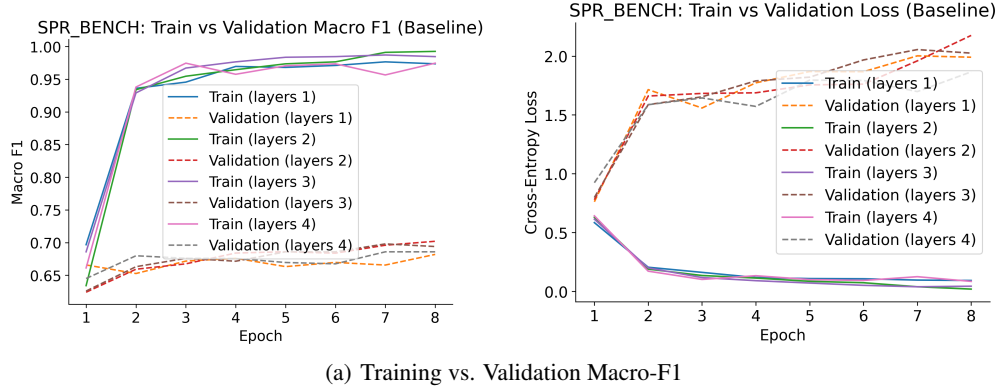 SPR_BENCH: Train vs Validation Macro F1 (Baseline)
Macro F1
1.00
0.95
0.90
0.85
0.80
0.75
0.70
0.65
Train (layers 1)
Validation (layers 1)
Train (layers 2)
Validation (layers 2)
Train (layers 3)
Validation (layers 3)
Train (layers 4)
Validation (layers 4)
1 2 3 4 5 6 7 8
Epoch
SPR_BENCH: Train vs Validation Loss (Baseline)
Cross-Entropy Loss
2.0
1.5
1.0
0.5
0.0
Train (layers 1)
Validation (layers 1)
Train (layers 2)
Validation (layers 2)
Train (layers 3)
Validation (layers 3)
Train (layers 4)
Validation (layers 4)
1 2 3 4 5 6 7 8
Epoch
(a) Training vs. Validation Macro-F1